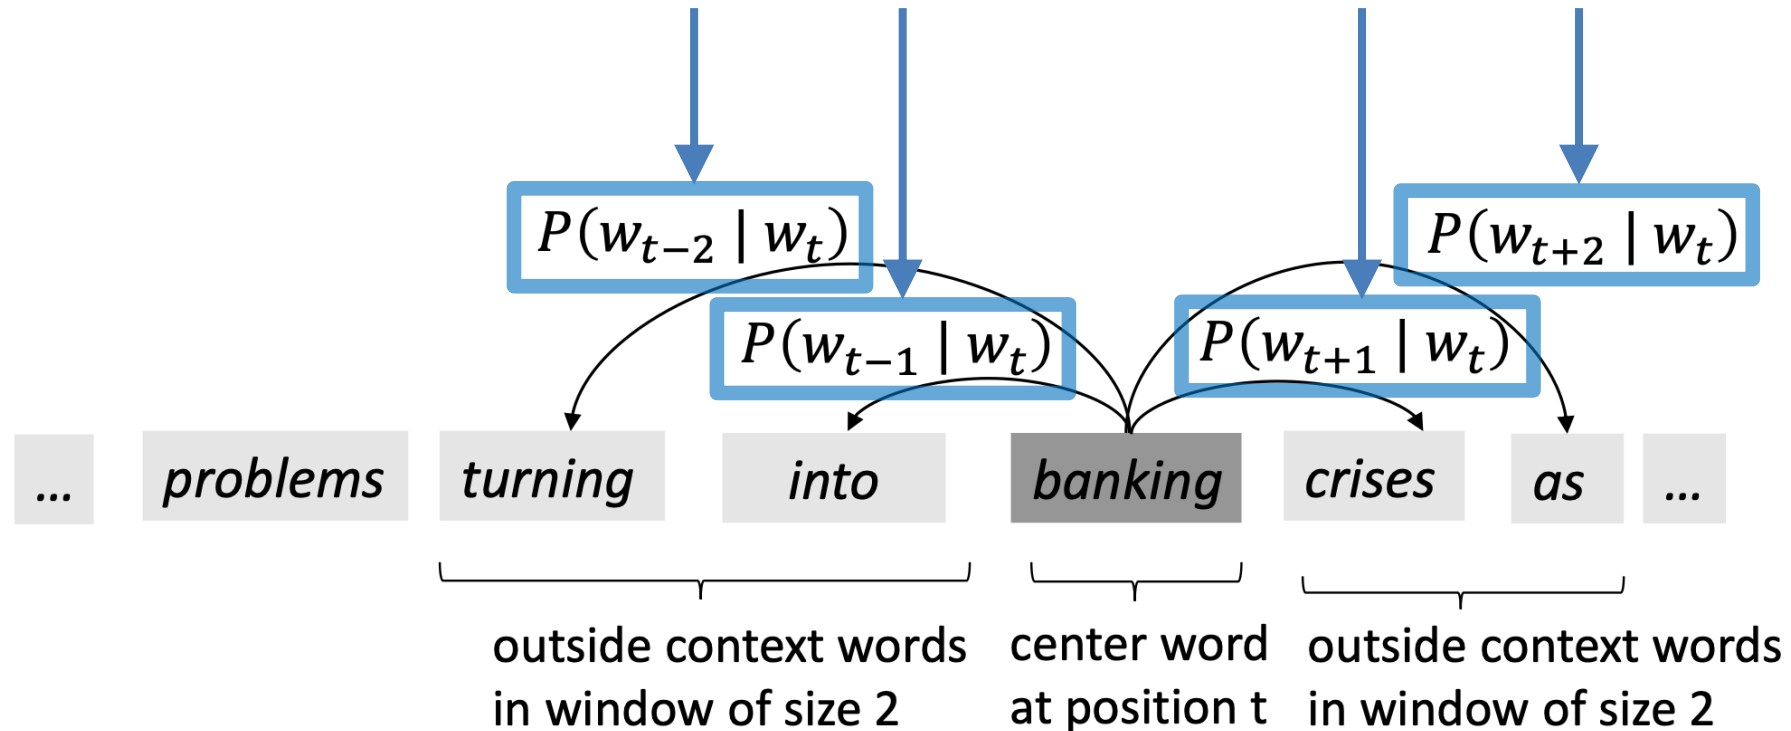 P(w_{t-2} | w_t)
P(w_{t+2} | w_t)
P(w_{t-1} | w_t)
P(w_{t+1} | w_t)
... problems turning into banking crises as ...
outside context words
in window of size 2
center word
at position t
outside context words
in window of size 2